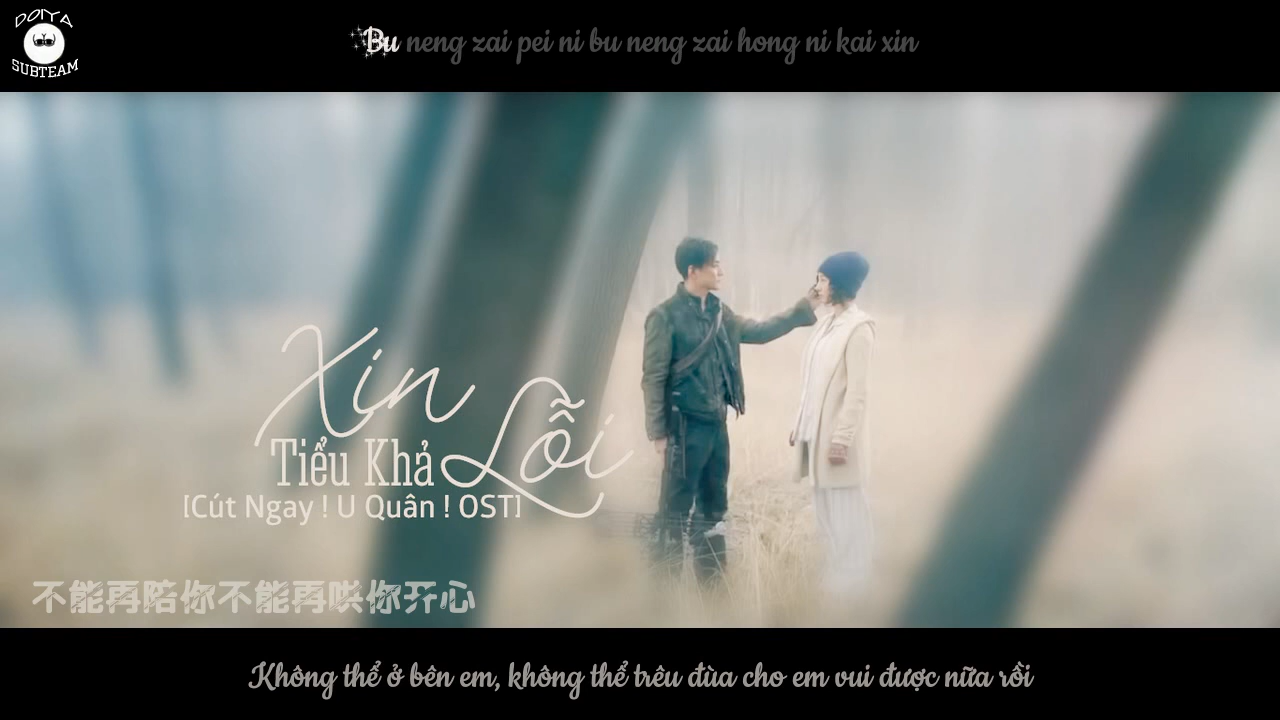 DOIYA
SUBTEAM
Bu neng zai pei ni bu neng zai hong ni kai xin
Xin Lỗi
Tiểu Khả
[Cút Ngay ! U Quân ! OST]
不能再陪你不能再哄你开心
Không thể ở bên em, không thể trêu đùa cho em vui được nữa rồi